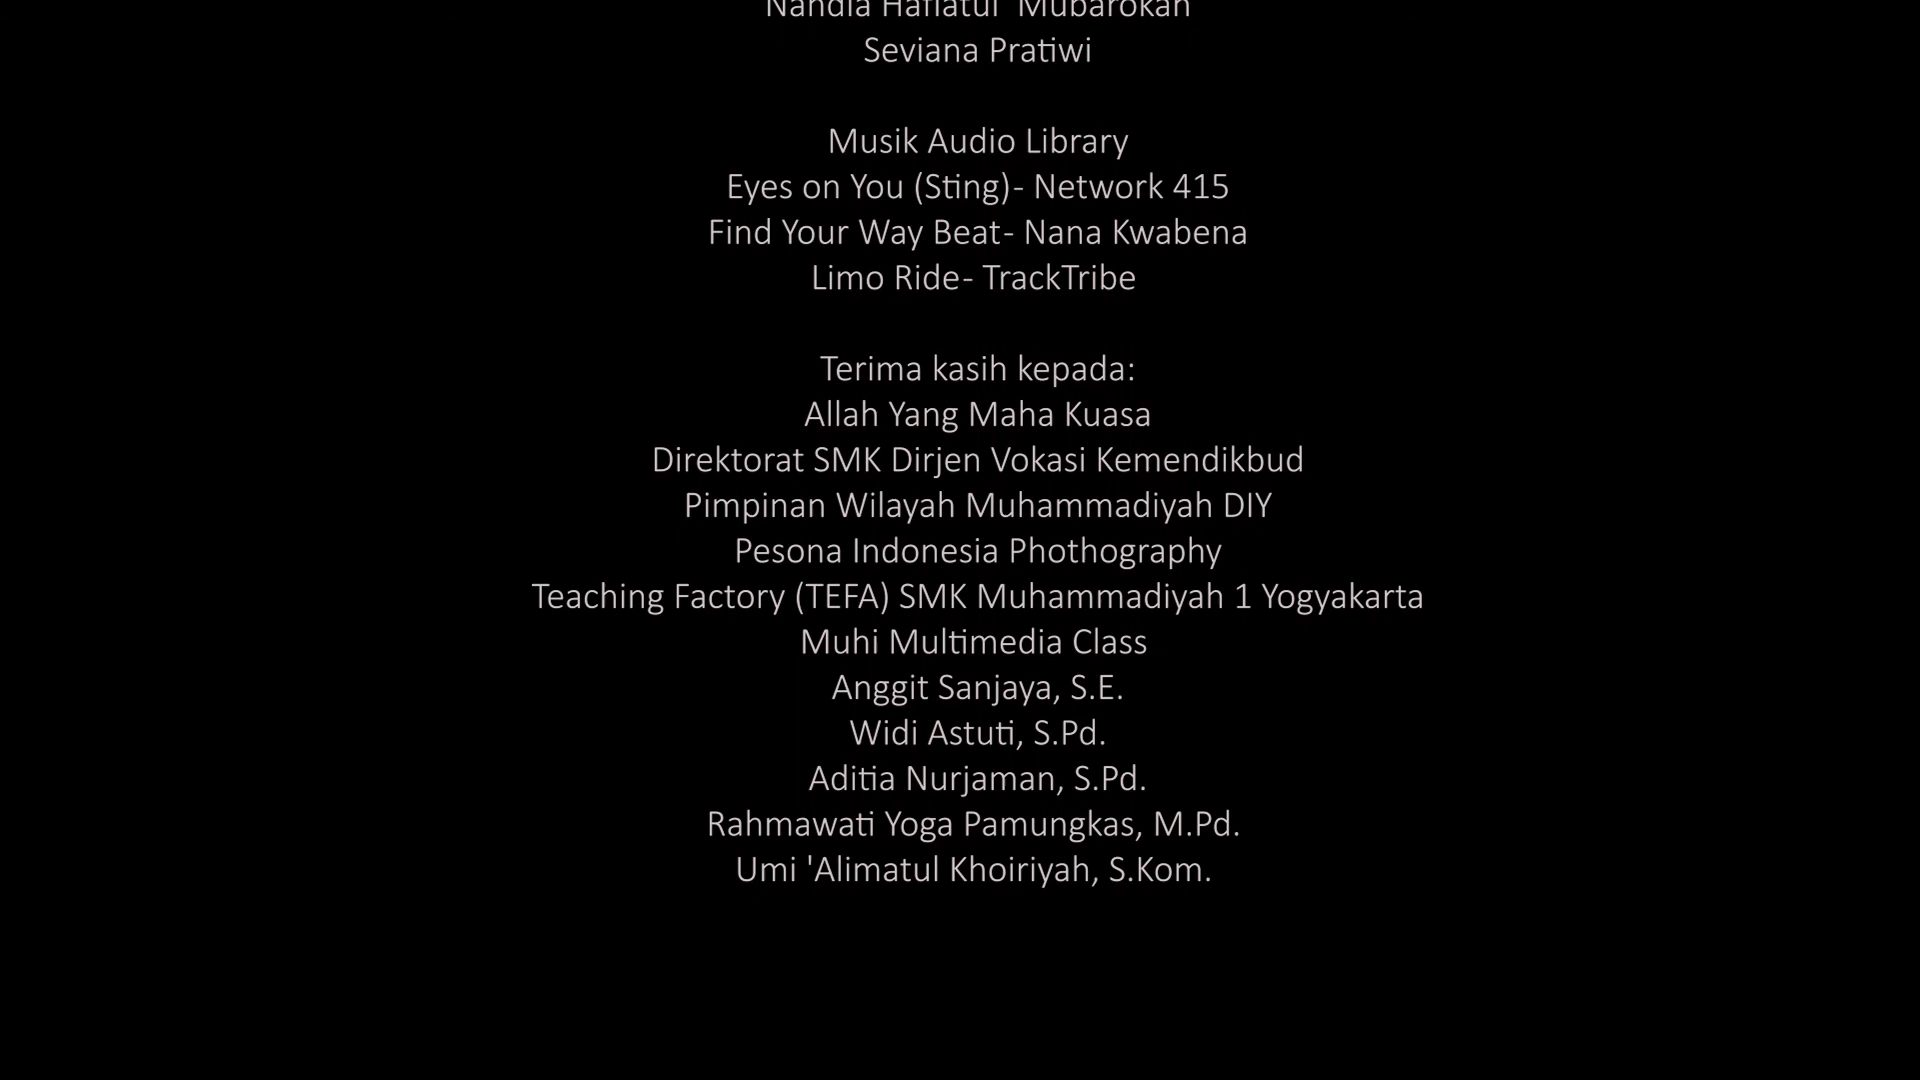 Nandia Hafiatul 'Mubarokah
Seviana Pratiwi
Musik Audio Library
Eyes on You (Sting)- Network 415
Find Your Way Beat- Nana Kwabena
Limo Ride- TrackTribe
Terima kasih kepada:
Allah Yang Maha Kuasa
Direktorat SMK Dirjen Vokasi Kemendikbud
Pimpinan Wilayah Muhammadiyah DIY
Pesona Indonesia Phothography
Teaching Factory (TEFA) SMK Muhammadiyah 1 Yogyakarta
Muhi Multimedia Class
Anggit Sanjaya, S.E.
Widi Astuti, S.Pd.
Aditia Nurjaman, S.Pd.
Rahmawati Yoga Pamungkas, M.Pd.
Umi 'Alimatul Khoiriyah, S.Kom.